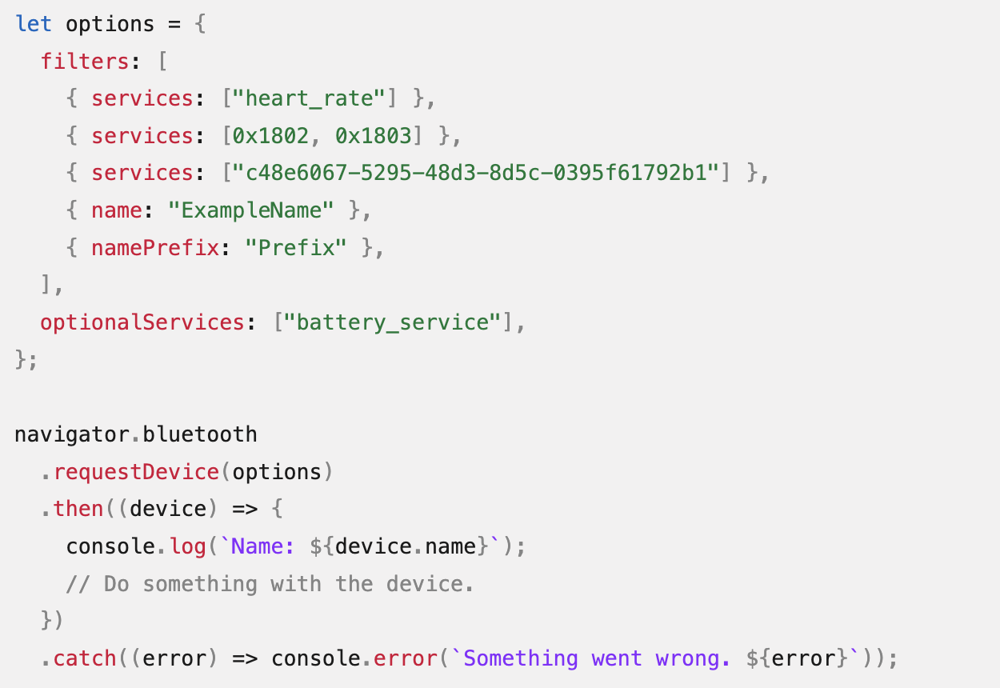 let options = {
  filters: [
    { services: ["heart_rate"] },
    { services: [0x1802, 0x1803] },
    { services: ["c48e6067-5295-48d3-8d5c-0395f61792b1"] },
    { name: "ExampleName" },
    { namePrefix: "Prefix" },
  ],
  optionalServices: ["battery_service"],
};

navigator.bluetooth
  .requestDevice(options)
  .then((device) => {
    console.log(`Name: ${device.name}`);
    // Do something with the device.
  })
  .catch((error) => console.error(`Something went wrong. ${error}`));